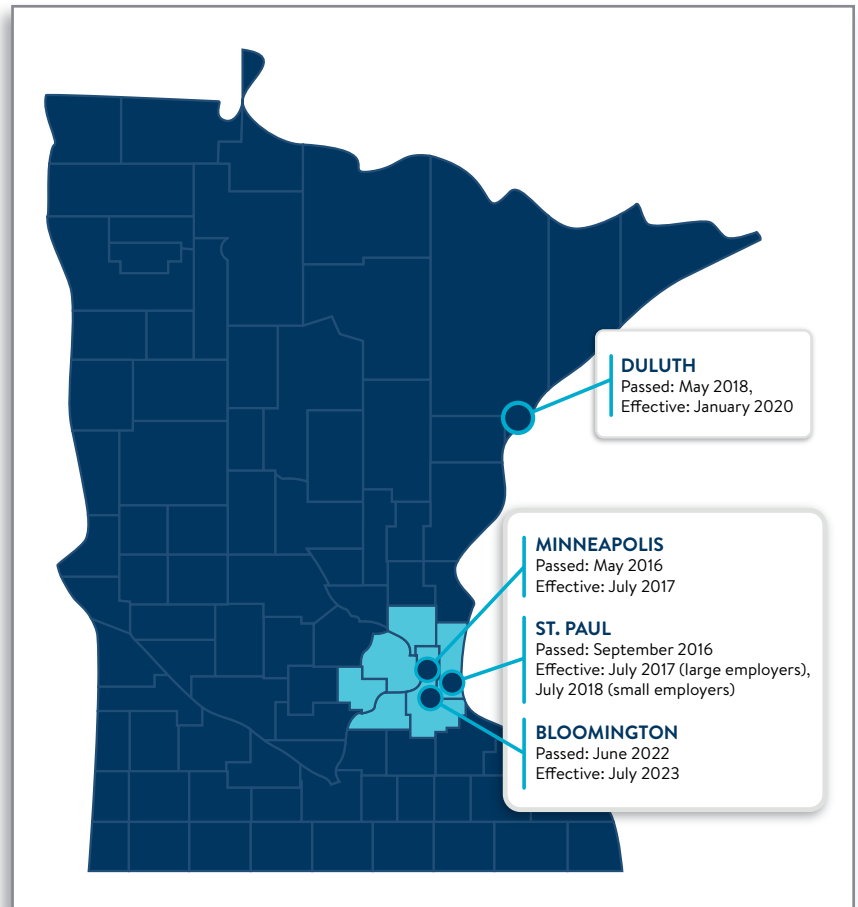 DULUTH
Passed: May 2018,
Effective: January 2020
MINNEAPOLIS
Passed: May 2016
Effective: July 2017
ST. PAUL
Passed: September 2016
Effective: July 2017 (large employers),
July 2018 (small employers)
BLOOMINGTON
Passed: June 2022
Effective: July 2023